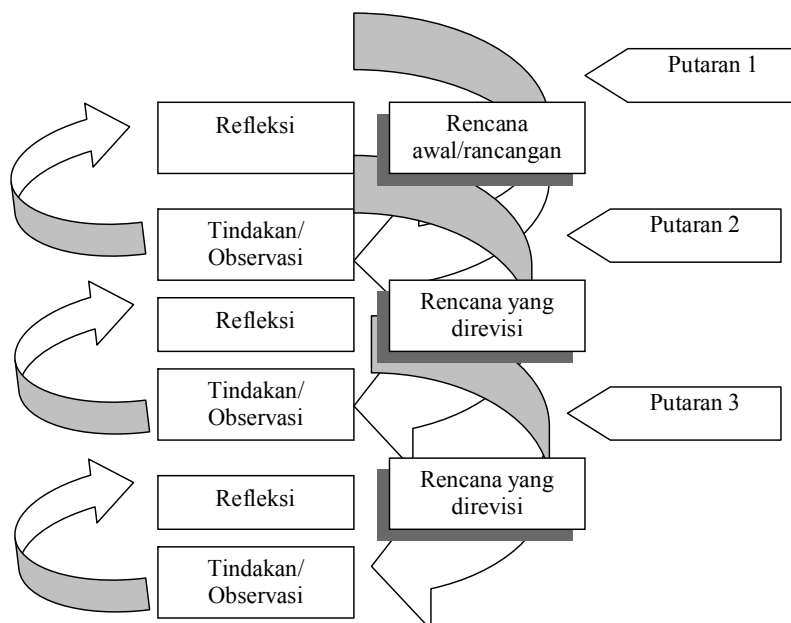 Putaran 1
Refleksi
Rencana
awal/rancangan
Putaran 2
Tindakan/
Observasi
Rencana yang
direvisi
Refleksi
Tindakan/
Observasi
Putaran 3
Rencana yang
direvisi
Refleksi
Tindakan/
Observasi